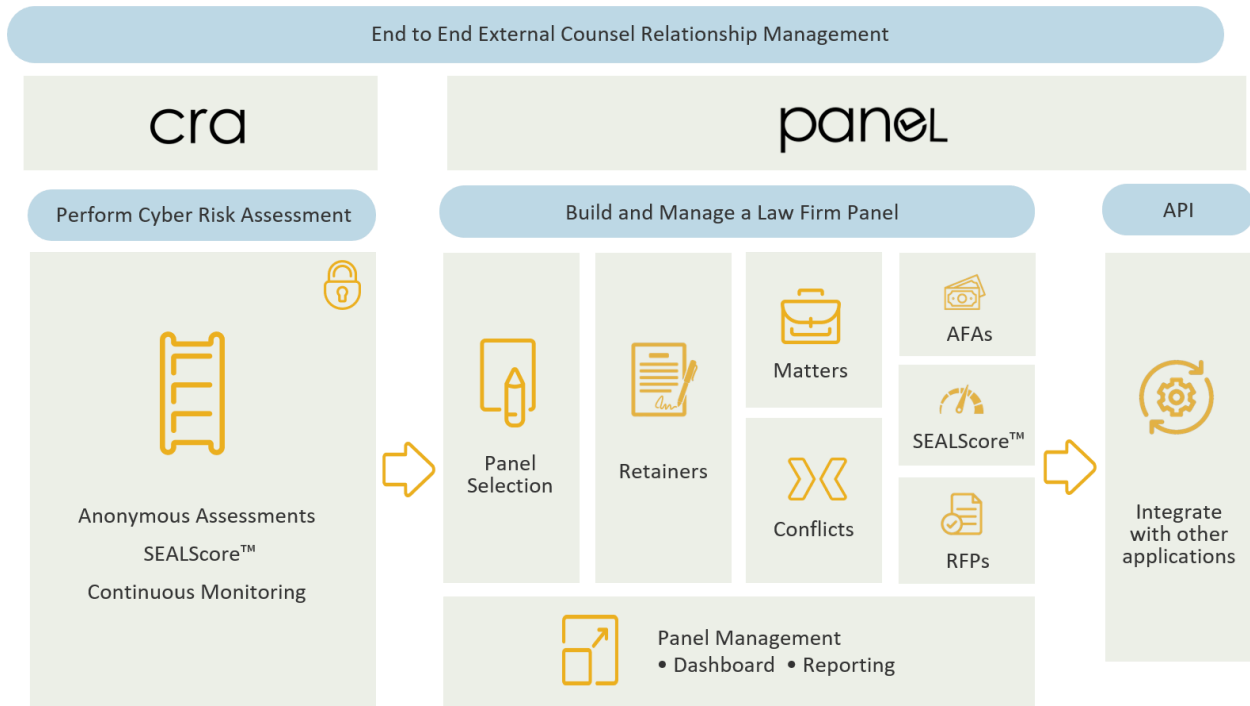 End to End External Counsel Relationship Management
cra
panel
Perform Cyber Risk Assessment
Build and Manage a Law Firm Panel
API
Anonymous Assessments
SEALScore™
Continuous Monitoring
Panel
Selection
Retainers
Matters
Conflicts
AFAs
SEALScore™
RFPs
Integrate
with other
applications
Panel Management
• Dashboard • Reporting